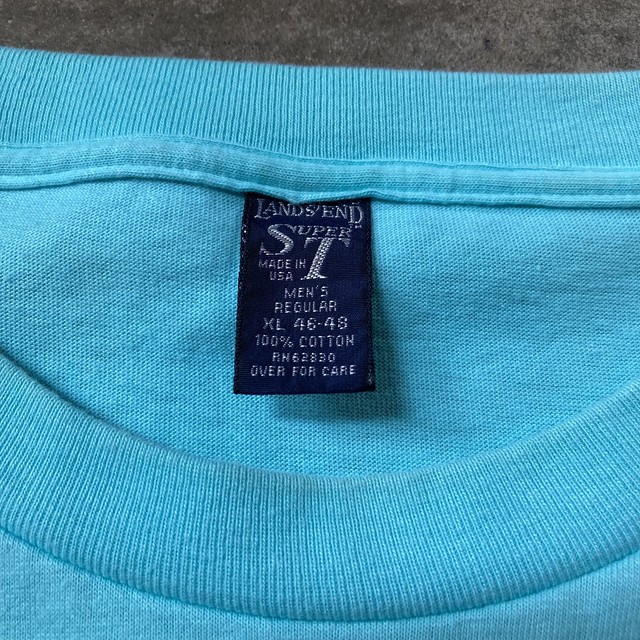 LANDS' END
SUPER
ST
MADE IN
USA
MEN'S
REGULAR
XL 46-48
100% COTTON
RN62830
OVER FOR CARE